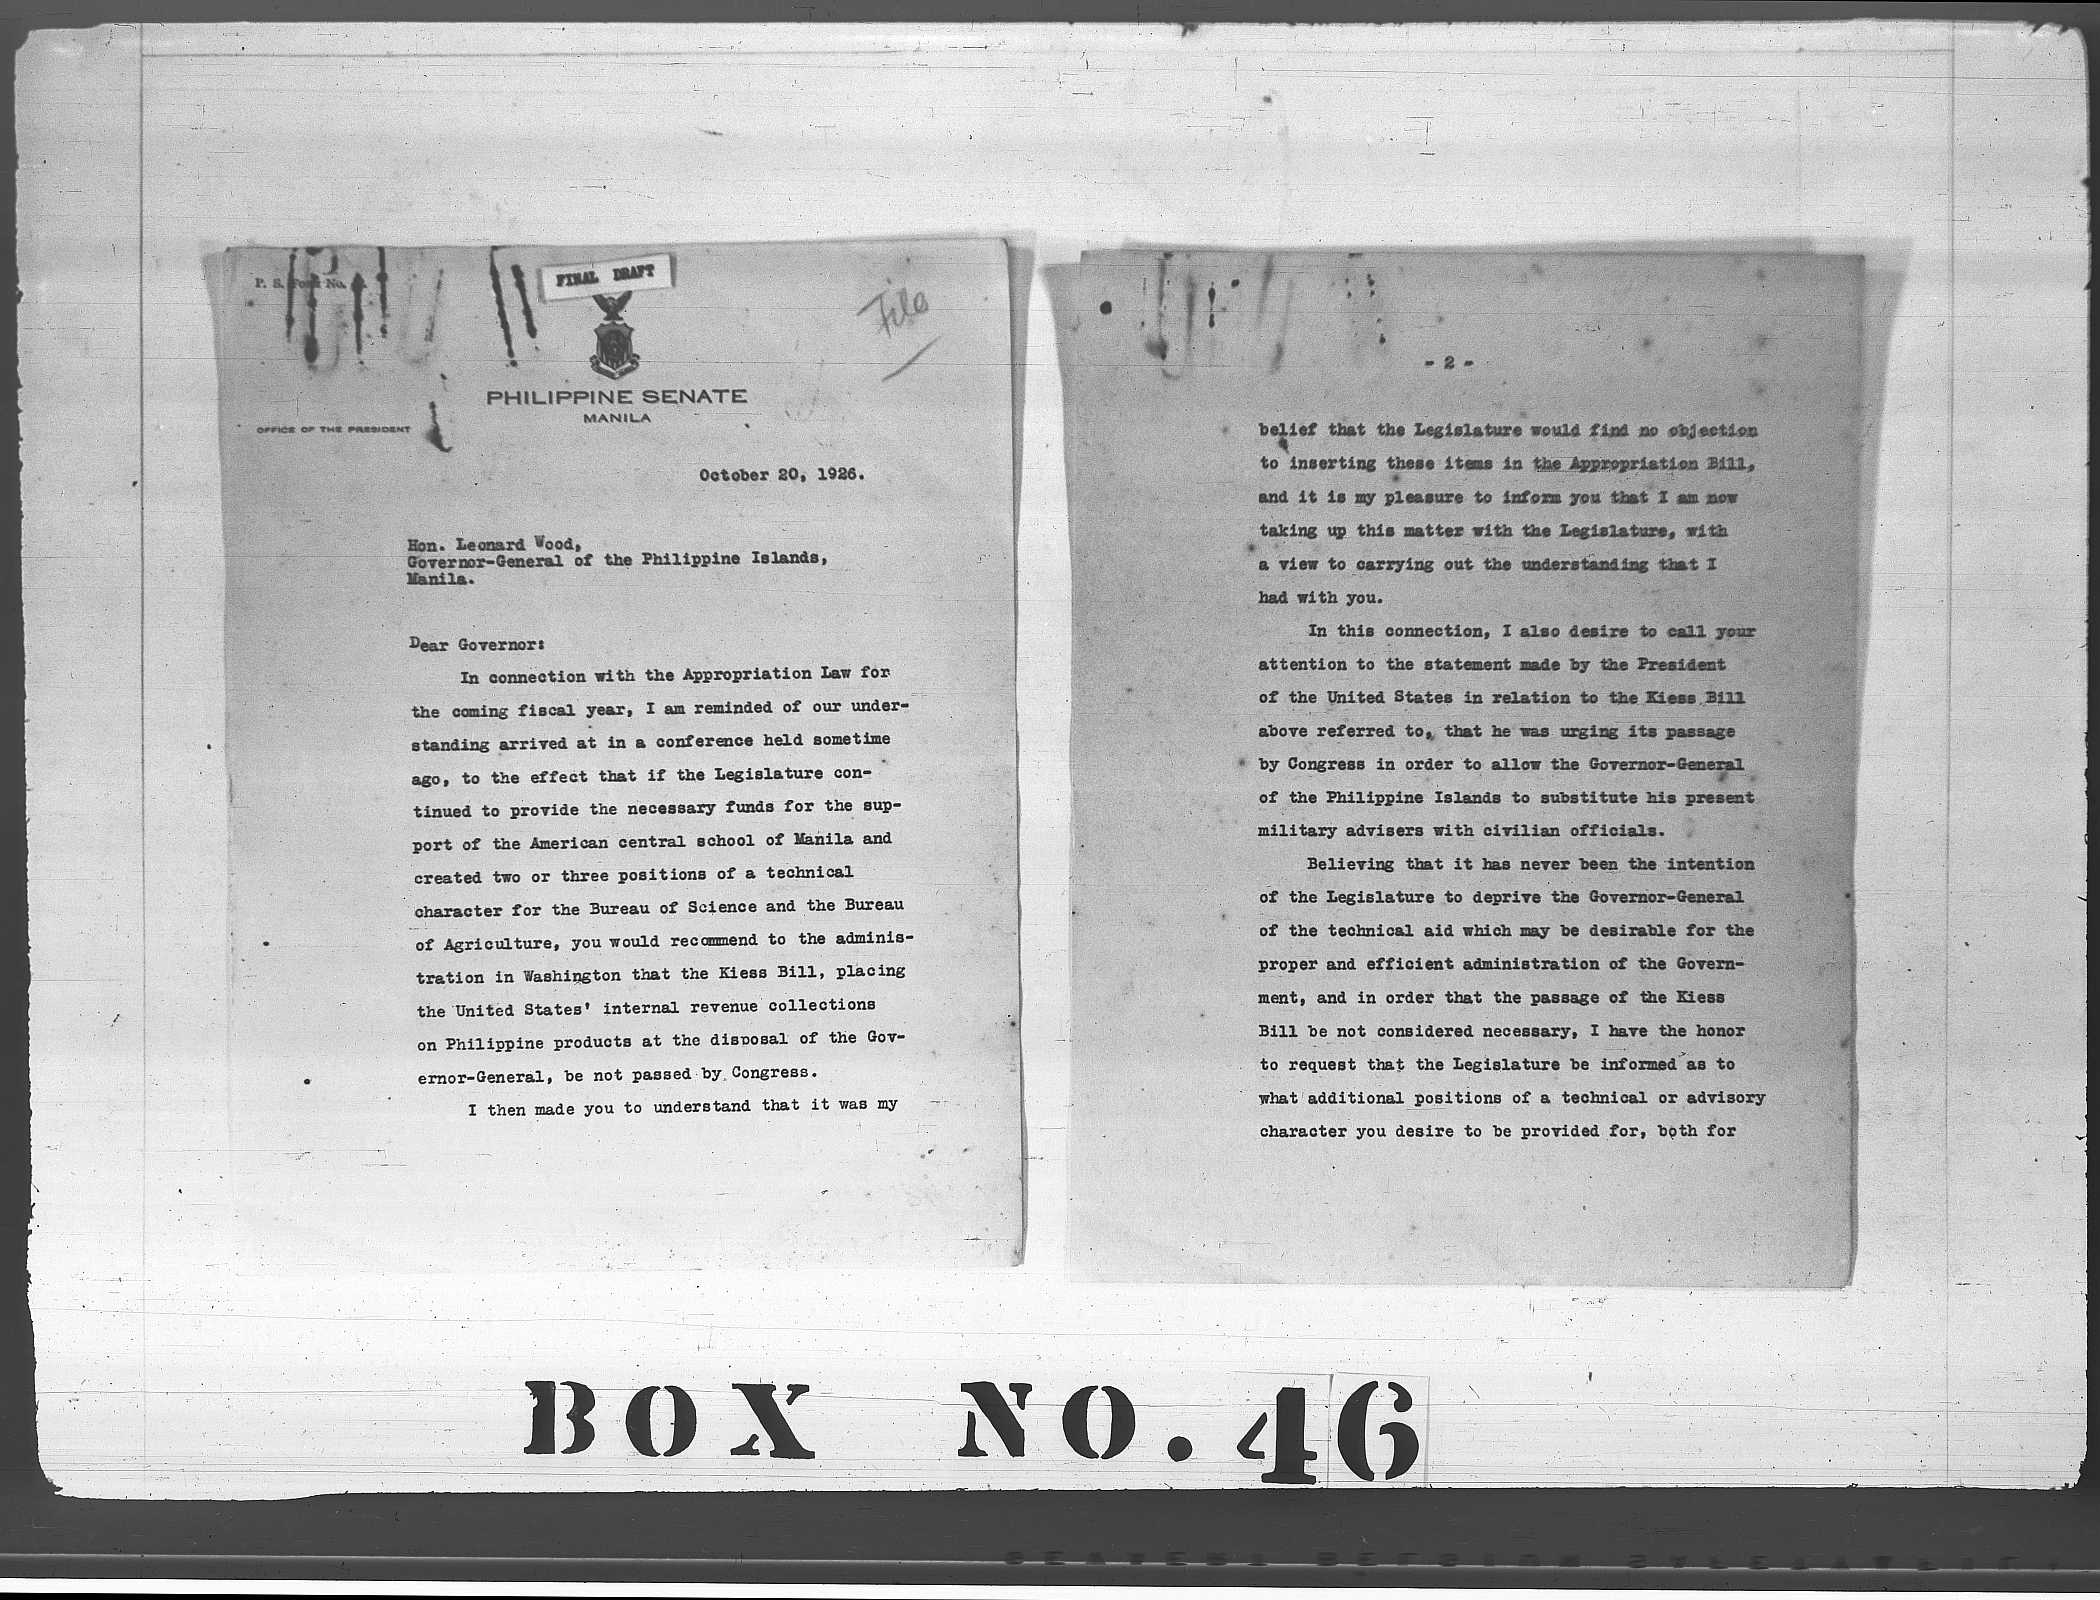 P. S. Form No.
FINAL DRAFT
File
PHILIPPINE SENATE
MANILA
OFFICE OF THE PRESIDENT
October 20, 1926.
Hon. Leonard Wood,
Governor-General of the Philippine Islands,
Manila.
Dear Governor:
In connection with the Appropriation Law for
the coming fiscal year, I am reminded of our under-
standing arrived at in a conference held sometime
ago, to the effect that if the Legislature con-
tinued to provide the necessary funds for the sup-
port of the American central school of Manila and
created two or three positions of a technical
character for the Bureau of Science and the Bureau
of Agriculture, you would recommend to the adminis-
tration in Washington that the Kiess Bill, placing
the United States' internal revenue collections
on Philippine products at the disposal of the Gov-
ernor-General, be not passed by Congress.
I then made you to understand that it was my
- 2 -
belief that the Legislature would find no objection
to inserting these items in the Appropriation Bill,
and it is my pleasure to inform you that I am now
taking up this matter with the Legislature, with
a view to carrying out the understanding that I
had with you.
In this connection, I also desire to call your
attention to the statement made by the President
of the United States in relation to the Kiess Bill
above referred to, that he was urging its passage
by Congress in order to allow the Governor-General
of the Philippine Islands to substitute his present
military advisers with civilian officials.
Believing that it has never been the intention
of the Legislature to deprive the Governor-General
of the technical aid which may be desirable for the
proper and efficient administration of the Govern-
ment, and in order that the passage of the Kiess
Bill be not considered necessary, I have the honor
to request that the Legislature be informed as to
what additional positions of a technical or advisory
character you desire to be provided for, both for
BOX NO. 46